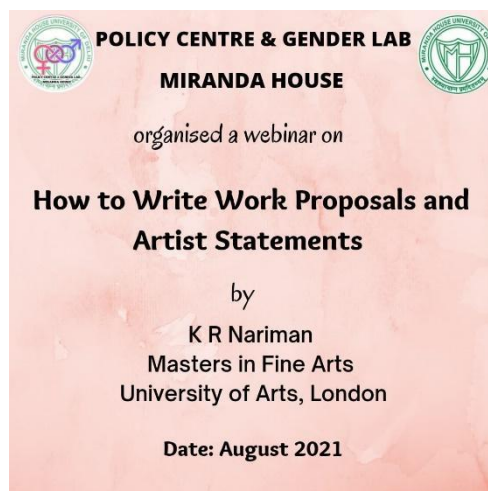 POLICY CENTRE & GENDER LAB
MIRANDA HOUSE
organised a webinar on
How to Write Work Proposals and
Artist Statements
by
K R Nariman
Masters in Fine Arts
University of Arts, London
Date: August 2021